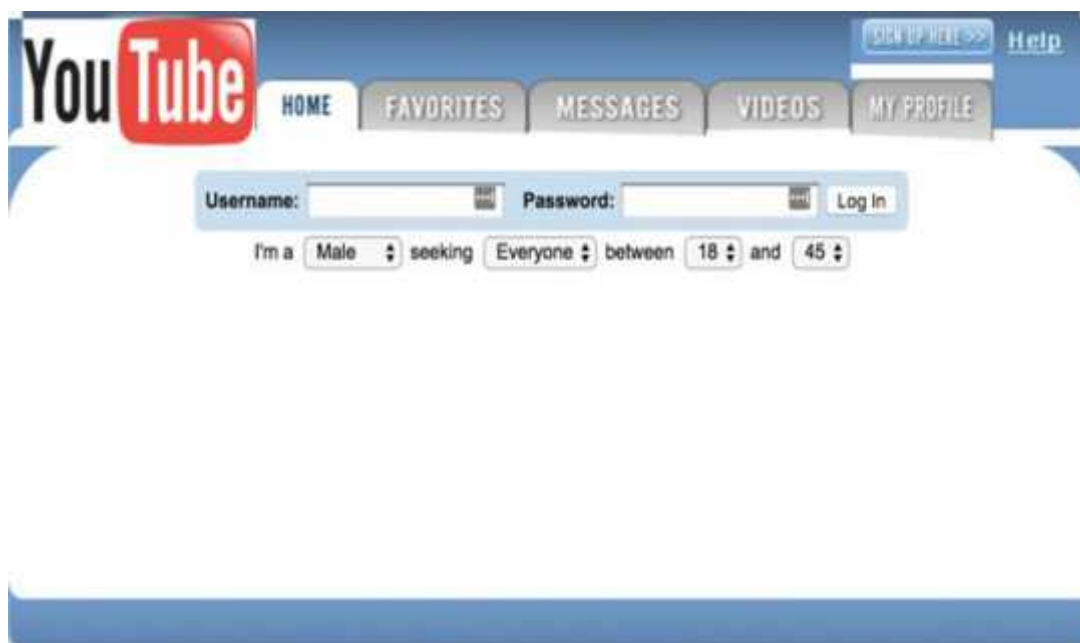 YouTube
SIGN UP HERE >>
Help
HOME
FAVORITES
MESSAGES
VIDEOS
MY PROFILE
Username:
Password:
Log In
I'm a Male seeking Everyone between 18 and 45